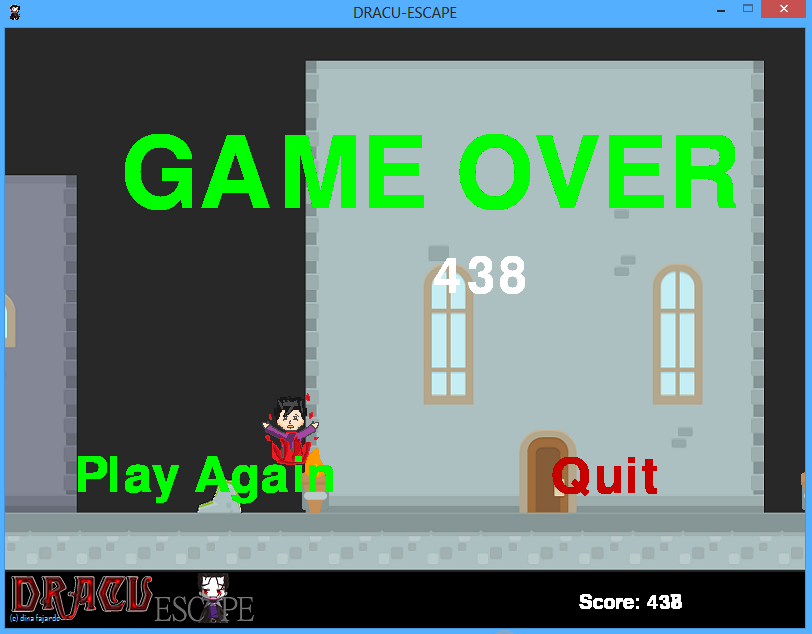 DRACU-ESCAPE
GAME OVER
438
Play Again
Quit
DRACU
ESCAPE
(c) dina fajardo
Score: 438